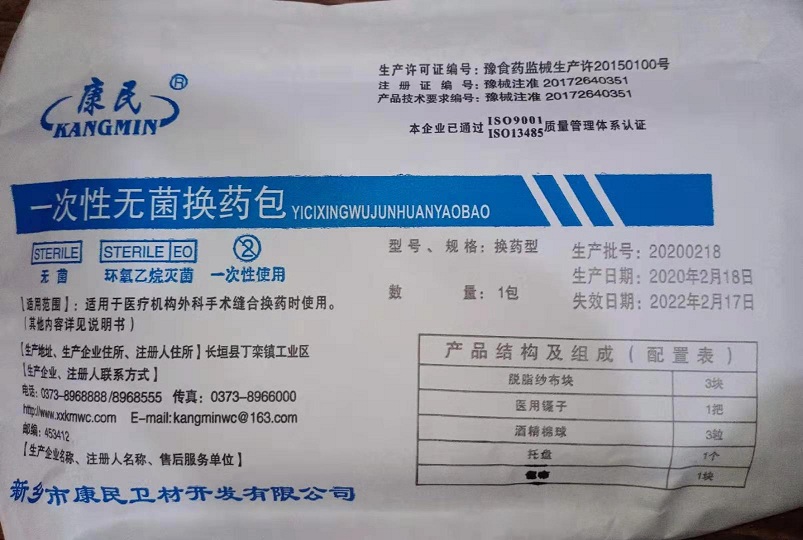 康民®
KANGMIN
生产许可证编号：豫食药监械生产许20150100号
注册证编号：豫械注准 20172640351
产品技术要求编号：豫械注准 20172640351
本企业已通过 ISO9001 ISO13485 质量管理体系认证
一次性无菌换药包 YICIXINGWUJUNHUANYAOBAO
STERILE
无菌
STERILE EO
环氧乙烷灭菌
2
一次性使用
型号、规格：换药型
数量：1包
生产批号：20200218
生产日期：2020年2月18日
失效日期：2022年2月17日
【适用范围】：适用于医疗机构外科手术缝合换药时使用。
（其他内容详见说明书）
【生产地址、生产企业住所、注册人住所】长垣县丁栾镇工业区
【生产企业、注册人联系方式】
电话：0373-8968888/8968555 传真：0373-8966000
http://www.xxkmwc.com E-mail:kangminwc@163.com
邮编：453412
【生产企业名称、注册人名称、售后服务单位】
新乡市康民卫材开发有限公司
产品结构及组成（配置表）
脱脂纱布块 3块
医用镊子 1把
酒精棉球 3粒
托盘 1个
1块